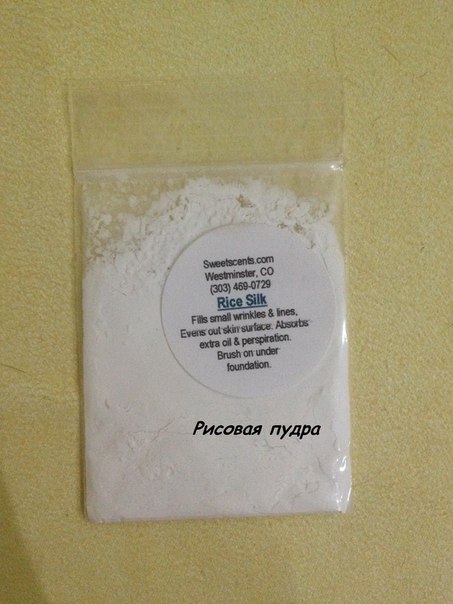 Sweetscents.com
Westminster, CO
(303) 469-0729
Rice Silk
Fills small wrinkles & lines,
Evens out skin surface. Absorbs
extra oil & perspiration.
Brush on under
foundation.
Рисовая пудра